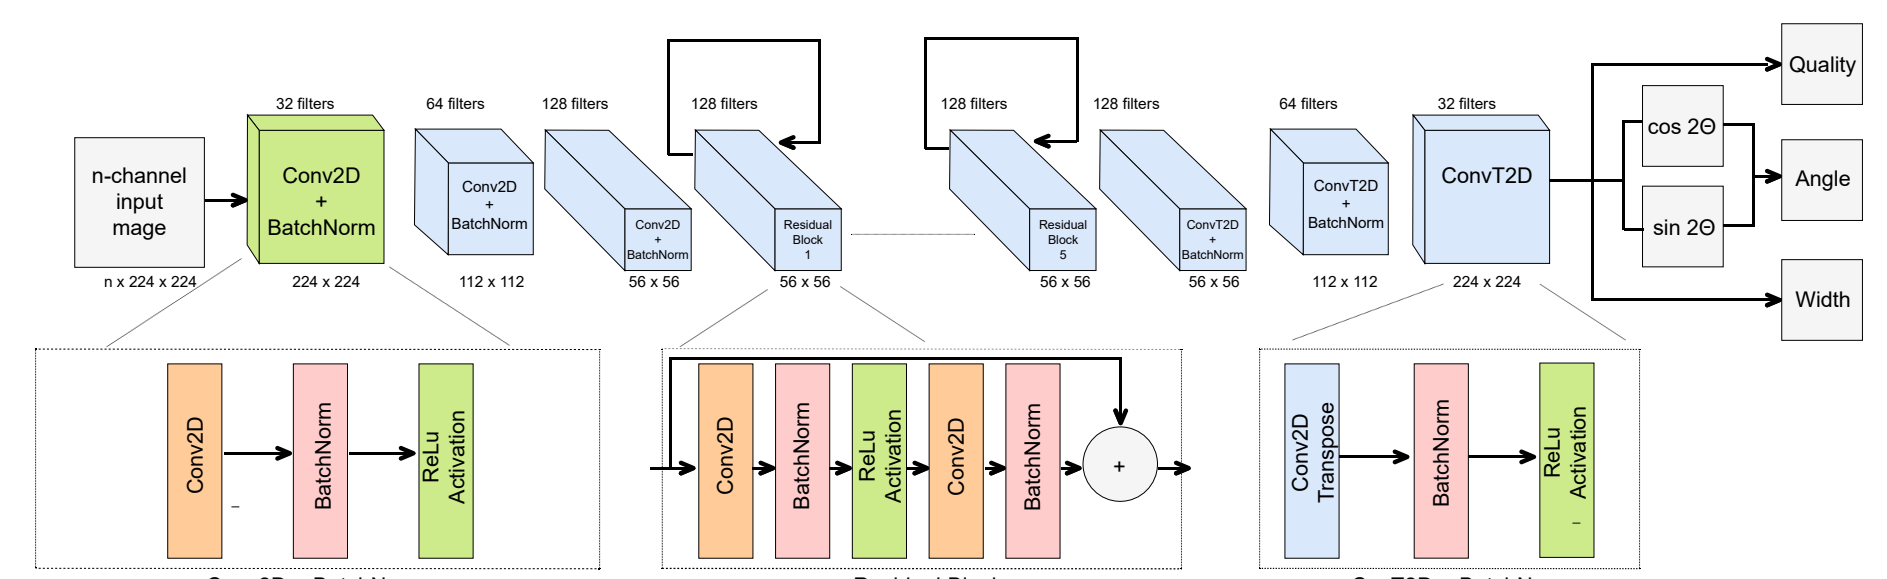 32 filters
64 filters
128 filters
128 filters
128 filters
128 filters
64 filters
32 filters
n-channel
input
mage
n x 224 x 224
Conv2D
+
BatchNorm
224 x 224
Conv2D
+
BatchNorm
112 x 112
Conv2D
+
BatchNorm
56 x 56
Residual
Block
1
56 x 56
Residual
Block
5
56 x 56
ConvT2D
+
BatchNorm
56 x 56
ConvT2D
+
BatchNorm
112 x 112
ConvT2D
224 x 224
Quality
cos 2Θ
sin 2Θ
Angle
Width
Conv2D
BatchNorm
ReLu
Activation
Conv2D
BatchNorm
ReLu
Activation
Conv2D
BatchNorm
+
Conv2D
Transpose
BatchNorm
ReLu
Activation